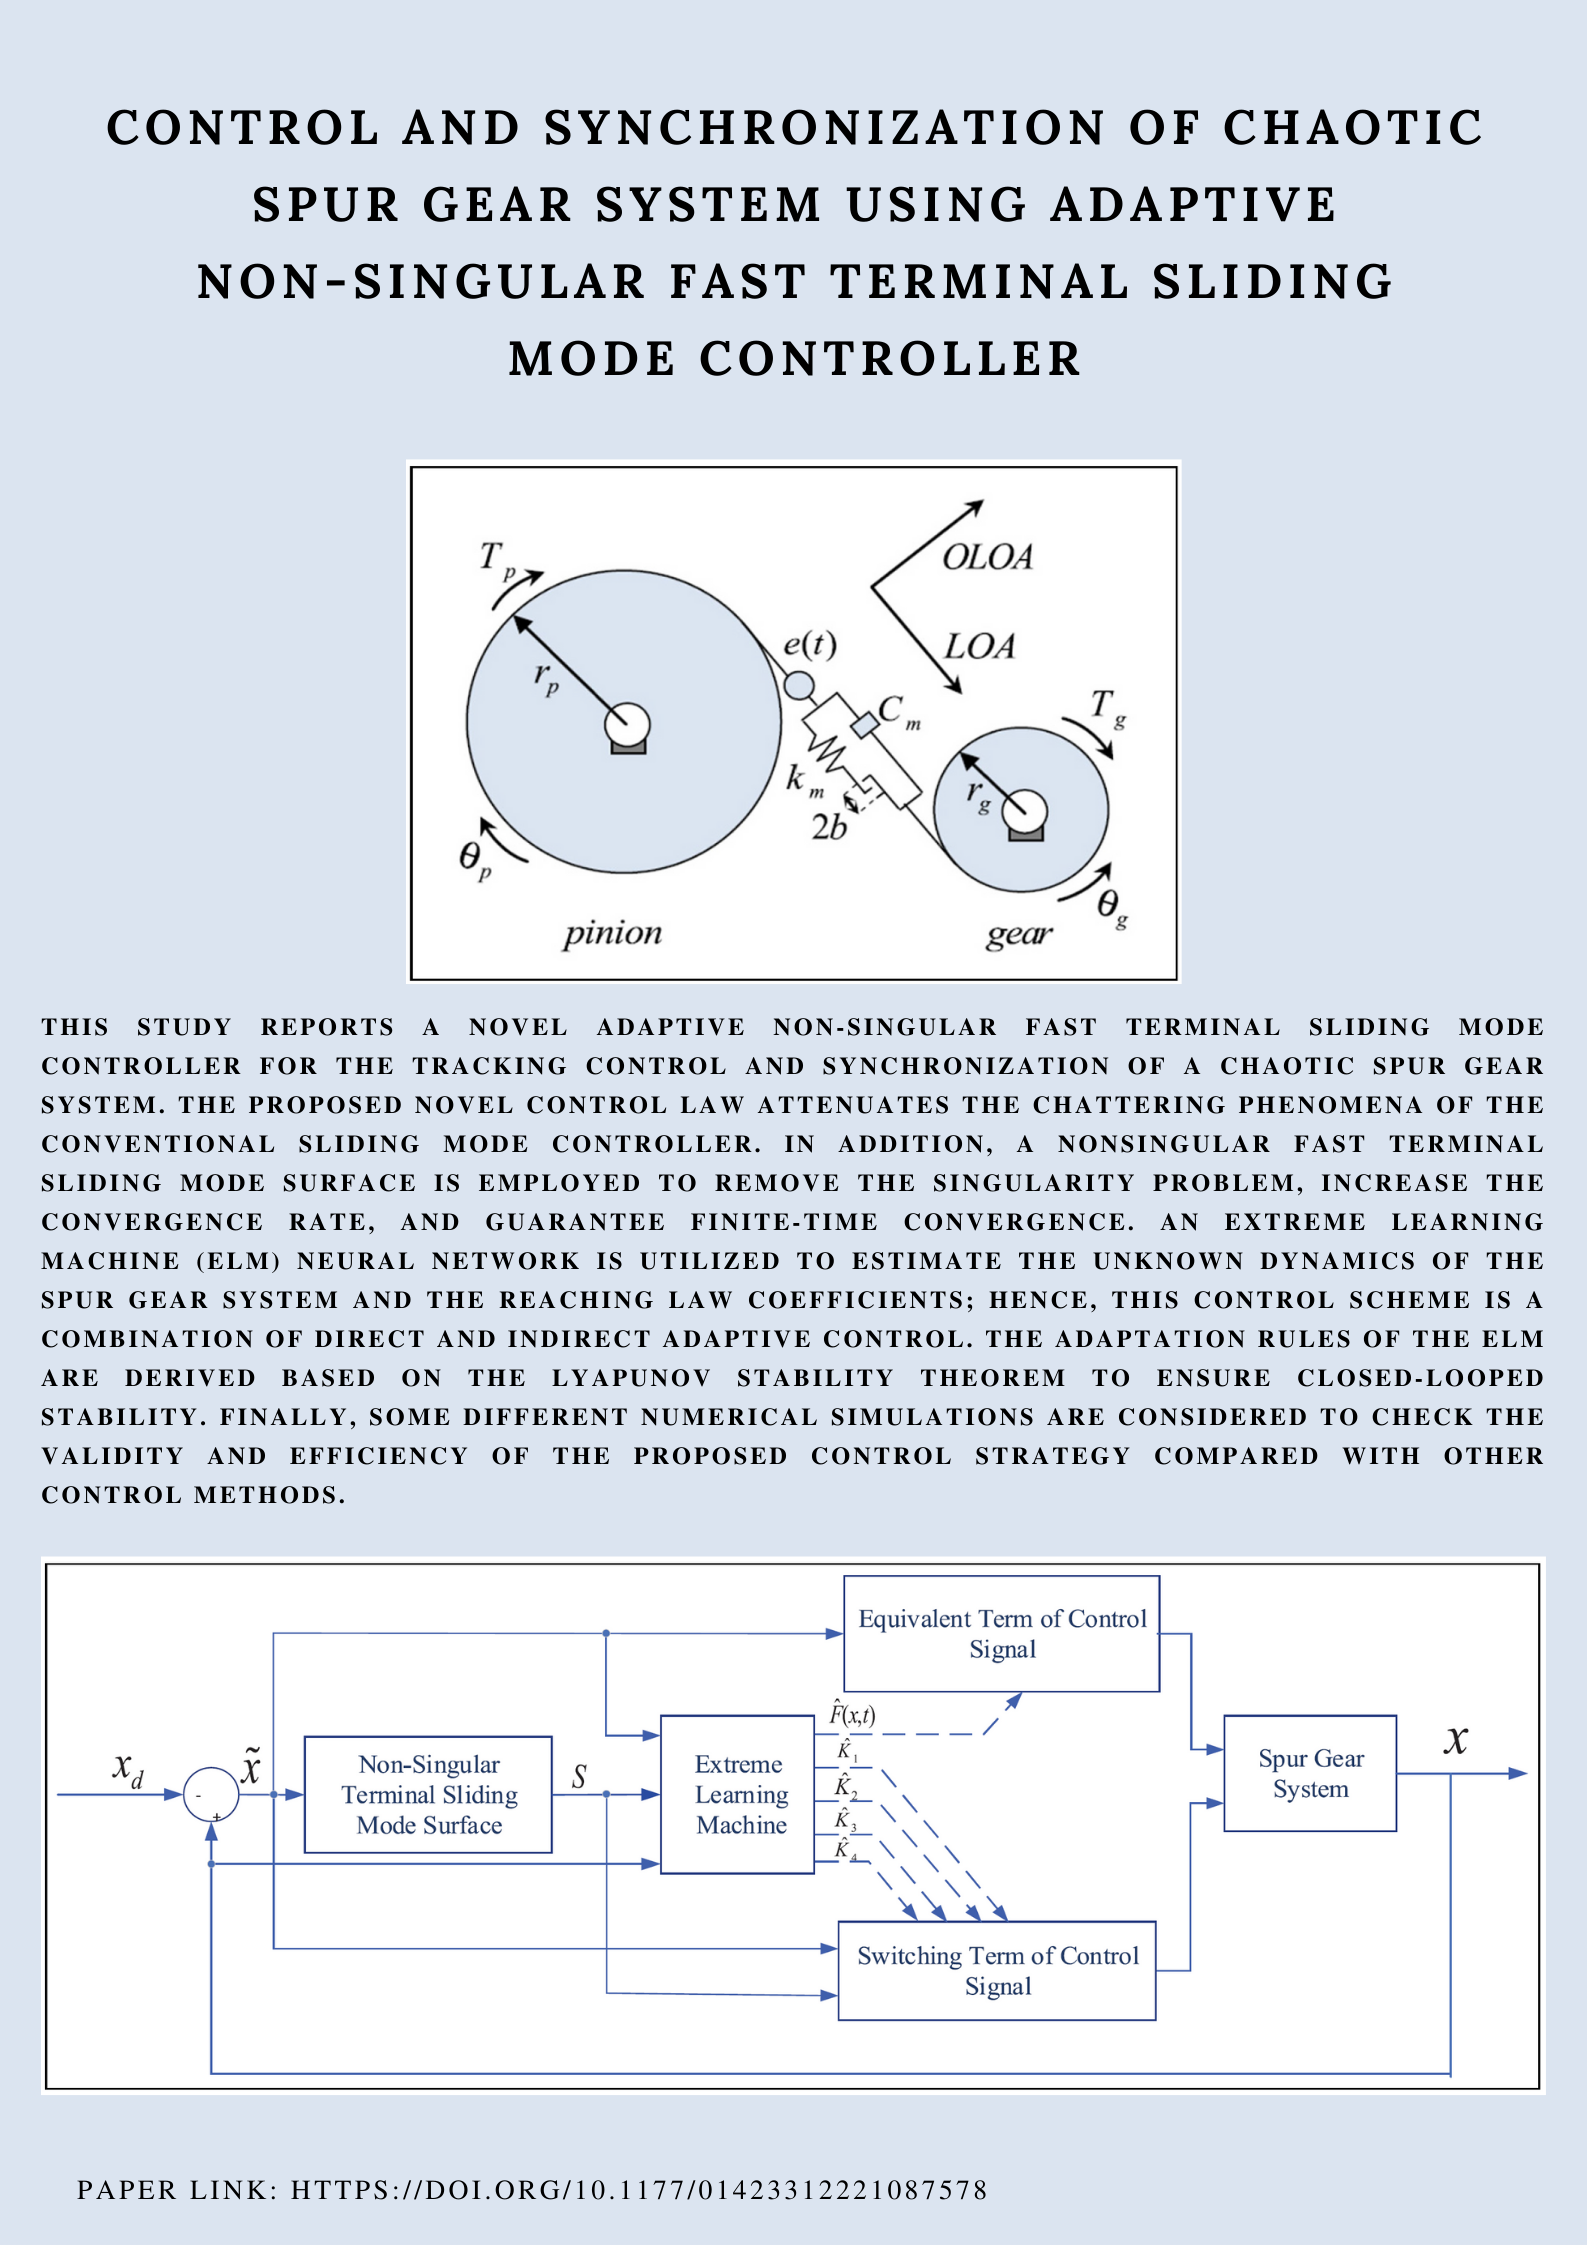 CONTROL AND SYNCHRONIZATION OF CHAOTIC
SPUR GEAR SYSTEM USING ADAPTIVE
NON-SINGULAR FAST TERMINAL SLIDING
MODE CONTROLLER
T_p
OLOA
e(t)
LOA
r_p
C_m
T_g
k_m
r_g
2b
θ_p
θ_g
pinion
gear
THIS STUDY REPORTS A NOVEL ADAPTIVE NON-SINGULAR FAST TERMINAL SLIDING MODE
CONTROLLER FOR THE TRACKING CONTROL AND SYNCHRONIZATION OF A CHAOTIC SPUR GEAR
SYSTEM. THE PROPOSED NOVEL CONTROL LAW ATTENUATES THE CHATTERING PHENOMENA OF THE
CONVENTIONAL SLIDING MODE CONTROLLER. IN ADDITION, A NONSINGULAR FAST TERMINAL
SLIDING MODE SURFACE IS EMPLOYED TO REMOVE THE SINGULARITY PROBLEM, INCREASE THE
CONVERGENCE RATE, AND GUARANTEE FINITE-TIME CONVERGENCE. AN EXTREME LEARNING
MACHINE (ELM) NEURAL NETWORK IS UTILIZED TO ESTIMATE THE UNKNOWN DYNAMICS OF THE
SPUR GEAR SYSTEM AND THE REACHING LAW COEFFICIENTS; HENCE, THIS CONTROL SCHEME IS A
COMBINATION OF DIRECT AND INDIRECT ADAPTIVE CONTROL. THE ADAPTATION RULES OF THE ELM
ARE DERIVED BASED ON THE LYAPUNOV STABILITY THEOREM TO ENSURE CLOSED-LOOPED
STABILITY. FINALLY, SOME DIFFERENT NUMERICAL SIMULATIONS ARE CONSIDERED TO CHECK THE
VALIDITY AND EFFICIENCY OF THE PROPOSED CONTROL STRATEGY COMPARED WITH OTHER
CONTROL METHODS.
Equivalent Term of Control
Signal
x_d
-
+
x̃
Non-Singular
Terminal Sliding
Mode Surface
S
Extreme
Learning
Machine
F̂(x,t)
K̂_1
K̂_2
K̂_3
K̂_4
Spur Gear
System
x
Switching Term of Control
Signal
PAPER LINK: HTTPS://DOI.ORG/10.1177/01423312221087578